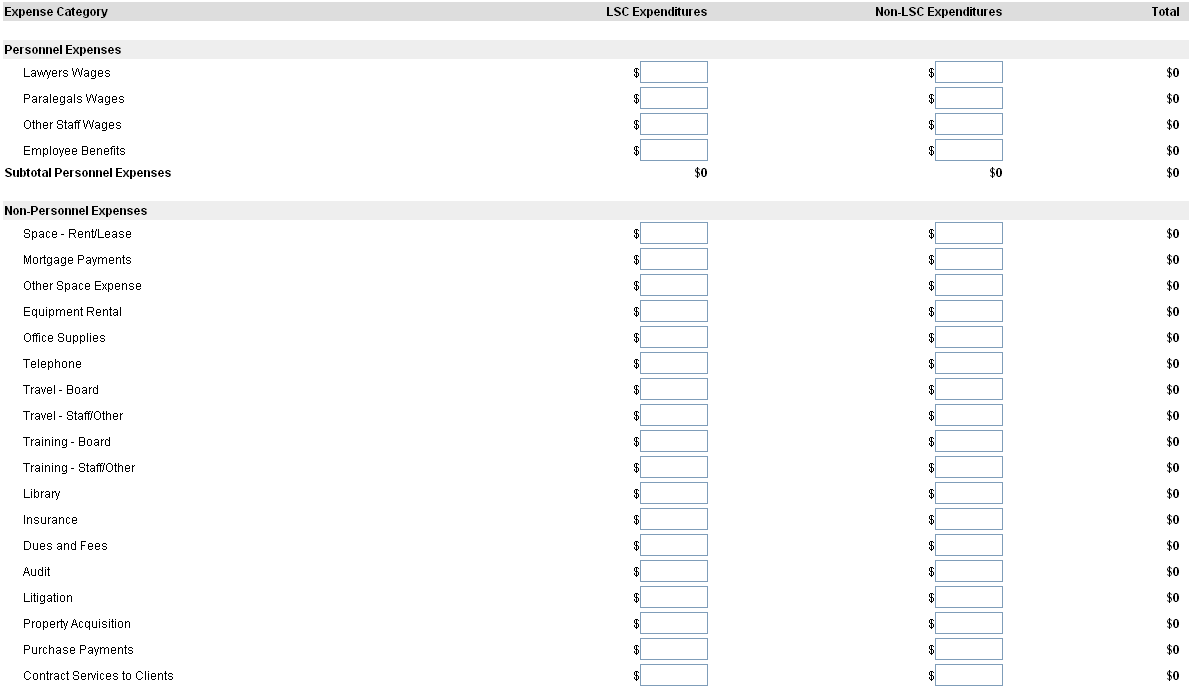 Expense Category LSC Expenditures Non-LSC Expenditures Total
Personnel Expenses
Lawyers Wages $ $ $0
Paralegals Wages $ $ $0
Other Staff Wages $ $ $0
Employee Benefits $ $ $0
Subtotal Personnel Expenses $0 $0 $0
Non-Personnel Expenses
Space - Rent/Lease $ $ $0
Mortgage Payments $ $ $0
Other Space Expense $ $ $0
Equipment Rental $ $ $0
Office Supplies $ $ $0
Telephone $ $ $0
Travel - Board $ $ $0
Travel - Staff/Other $ $ $0
Training - Board $ $ $0
Training - Staff/Other $ $ $0
Library $ $ $0
Insurance $ $ $0
Dues and Fees $ $ $0
Audit $ $ $0
Litigation $ $ $0
Property Acquisition $ $ $0
Purchase Payments $ $ $0
Contract Services to Clients $ $ $0